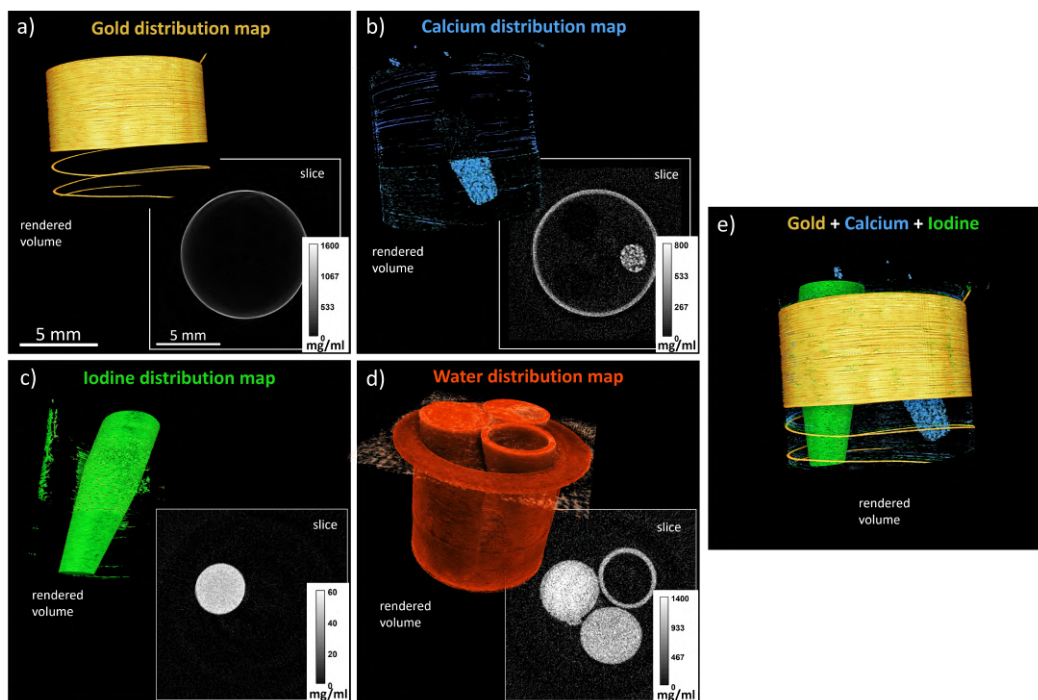 a) Gold distribution map
rendered
volume
slice
1600
1067
533
0
mg/ml
5 mm
5 mm
b) Calcium distribution map
rendered
volume
slice
800
533
267
0
mg/ml
c) Iodine distribution map
rendered
volume
slice
60
40
20
0
mg/ml
d) Water distribution map
rendered
volume
slice
1400
933
467
0
mg/ml
e) Gold + Calcium + Iodine
rendered
volume